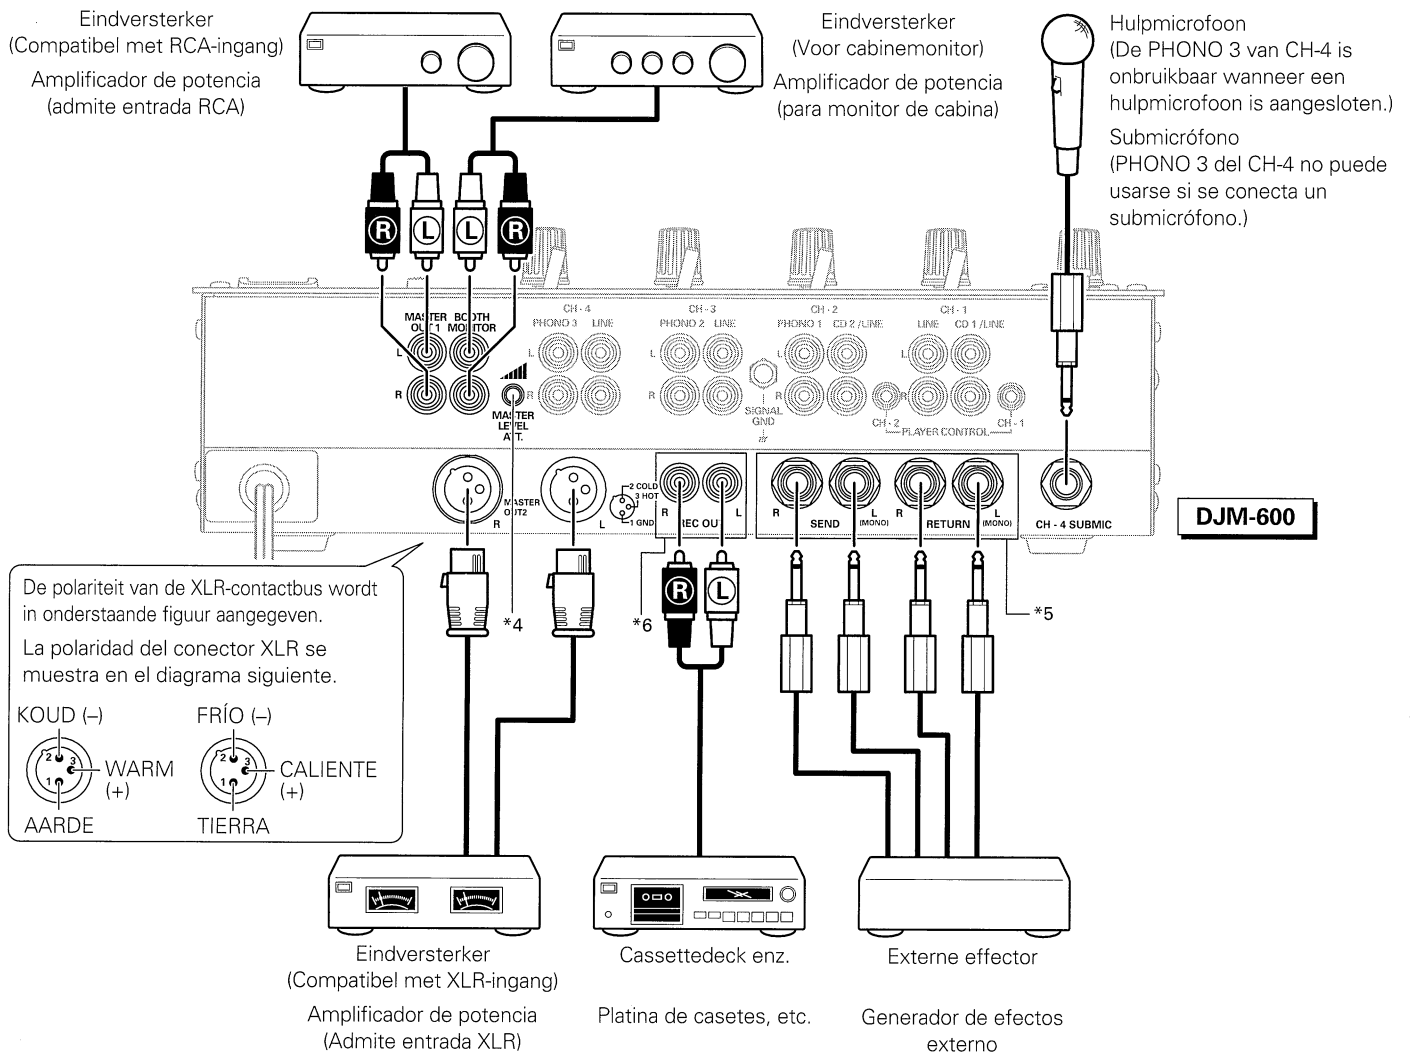 Eindversterker
(Compatibel met RCA-ingang)
Amplificador de potencia
(admite entrada RCA)
Eindversterker
(Voor cabinemonitor)
Amplificador de potencia
(para monitor de cabina)
Hulpmicrofoon
(De PHONO 3 van CH-4 is
onbruikbaar wanneer een
hulpmicrofoon is aangesloten.)
Submicrófono
(PHONO 3 del CH-4 no puede
usarse si se conecta un
submicrófono.)
R L L R
MASTER
OUT 1
BOOTH
MONITOR
L
R
MASTER
LEVEL
ATT.
CH - 4
PHONO 3 LINE
L
R
CH - 3
PHONO 2 LINE
L
R
SIGNAL
GND
CH - 2
PHONO 1 CD 2 /LINE
L
R
CH - 1
LINE CD 1 /LINE
L
R
CH - 2 PLAYER CONTROL CH - 1
MASTER
OUT2
R L
2 COLD
3 HOT
1 GND
R REC OUT L
R SEND L
(MONO)
R RETURN L
(MONO)
CH - 4 SUBMIC
DJM-600
R L
*4
*6
*5
De polariteit van de XLR-contactbus wordt
in onderstaande figuur aangegeven.
La polaridad del conector XLR se
muestra en el diagrama siguiente.
KOUD (–)
2 3 1
WARM
(+)
AARDE
FRÍO (–)
2 3 1
CALIENTE
(+)
TIERRA
Eindversterker
(Compatibel met XLR-ingang)
Amplificador de potencia
(Admite entrada XLR)
Cassettedeck enz.
Platina de casetes, etc.
Externe effector
Generador de efectos
externo